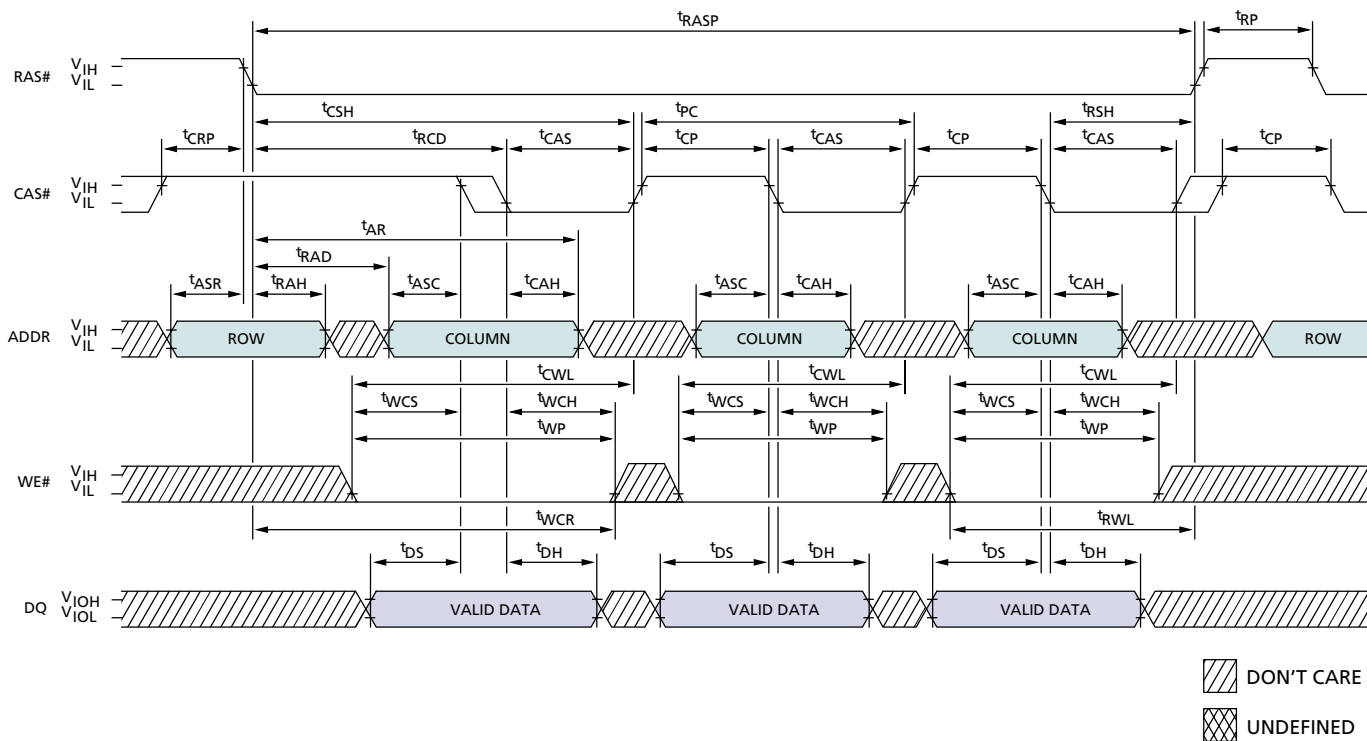 tRASP tRP
RAS# VIH
VIL
tCSH tPC tRSH
tCRP tRCD tCAS tCP tCAS tCP tCAS tCP
CAS# VIH
VIL
tAR
tRAD
tASR tRAH tASC tCAH tASC tCAH tASC tCAH
ADDR VIH
VIL
ROW COLUMN COLUMN COLUMN ROW
tCWL tCWL tCWL
tWCS tWCH tWCS tWCH tWCS tWCH
tWP tWP tWP
WE# VIH
VIL
tWCR tRWL
tDS tDH tDS tDH tDS tDH
DQ VIOH
VIOL
VALID DATA VALID DATA VALID DATA
DON'T CARE
UNDEFINED